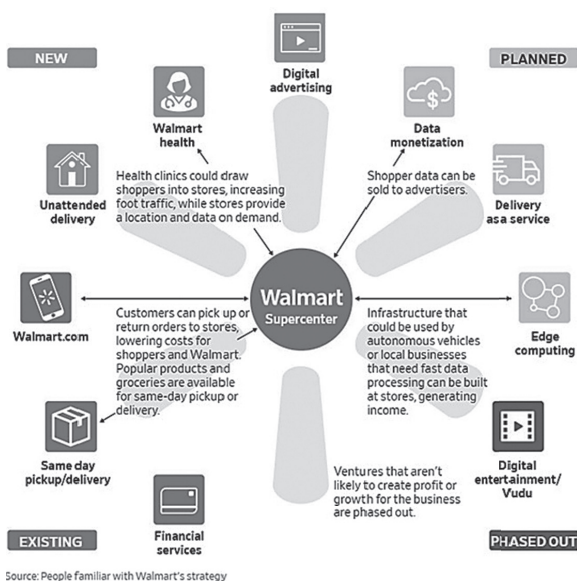 NEW
PLANNED
Digital
advertising
Walmart
health
Data
monetization
Health clinics could draw
shoppers into stores, increasing
foot traffic, while stores provide
a location and data on demand.
Shopper data can be
sold to advertisers.
Unattended
delivery
Delivery
as a service
Walmart
Supercenter
Walmart.com
Customers can pick up or
return orders to stores,
lowering costs for
shoppers and Walmart.
Popular products and
groceries are available
for same-day pickup or
delivery.
Infrastructure that
could be used by
autonomous vehicles
or local businesses
that need fast data
processing can be built
at stores, generating
income.
Edge
computing
Same day
pickup/delivery
Digital
entertainment/
Vudu
Ventures that aren't
likely to create profit or
growth for the business
are phased out.
Financial
services
EXISTING
PHASED OUT
Source: People familiar with Walmart's strategy